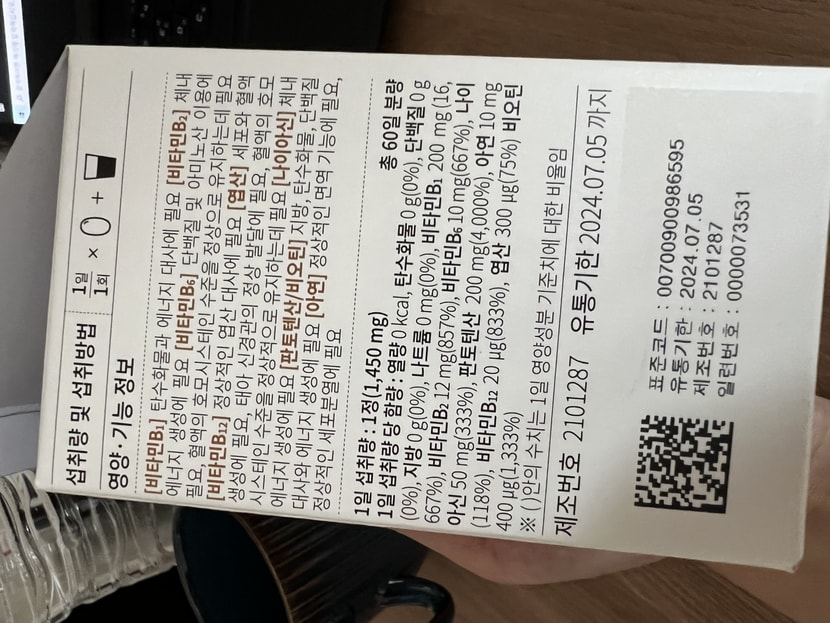 섭취량 및 섭취방법
1일
1회 × +
영양·기능 정보
[비타민B₁] 탄수화물과 에너지 대사에 필요 [비타민B₂] 체내
에너지 생성에 필요 [비타민B₆] 단백질 및 아미노산 이용에
필요, 혈액의 호모시스테인 수준을 정상으로 유지하는데 필요
[비타민B₁₂] 정상적인 엽산 대사에 필요 [엽산] 세포와 혈액
생성에 필요, 태아 신경관의 정상 발달에 필요, 혈액의 호모
시스테인 수준을 정상적으로 유지하는데 필요 [나이아신] 체내
에너지 생성에 필요 [판토텐산/비오틴] 지방, 탄수화물, 단백질
대사와 에너지 생성에 필요 [아연] 정상적인 면역 기능에 필요,
정상적인 세포분열에 필요
1일 섭취량 : 1정(1,450 mg) 총 60일 분량
1일 섭취량 당 함량 : 열량 0 kcal, 탄수화물 0 g(0%), 단백질 0 g
(0%), 지방 0 g(0%), 나트륨 0 mg(0%), 비타민B₁ 200 mg(16,
667%), 비타민B₂ 12 mg(857%), 비타민B₆ 10 mg(667%), 나이
아신 50 mg(333%), 판토텐산 200 mg(4,000%), 아연 10 mg
(118%), 비타민B₁₂ 20 μg(833%), 엽산 300 μg(75%) 비오틴
400 μg(1,333%)
※ ( )안의 수치는 1일 영양성분 기준치에 대한 비율임
제조번호 2101287 유통기한 2024.07.05 까지
표준코드 : 00700900986595
유통기한 : 2024.07.05
제조번호 : 2101287
일련번호 : 0000073531